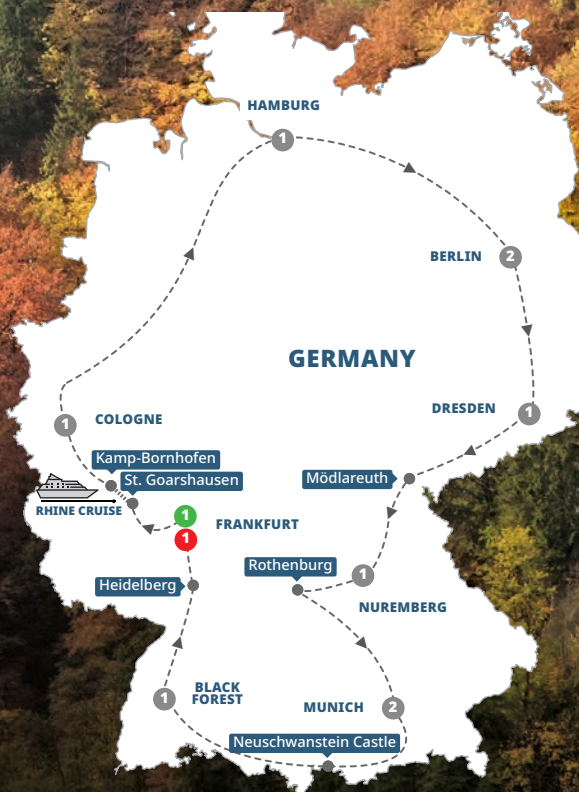 HAMBURG
1
BERLIN
2
GERMANY
DRESDEN
1
COLOGNE
1
Kamp-Bornhofen
St. Goarshausen
RHINE CRUISE
Mödlareuth
1
FRANKFURT
1
Rothenburg
1
NUREMBERG
Heidelberg
BLACK
FOREST
1
MUNICH
2
Neuschwanstein Castle